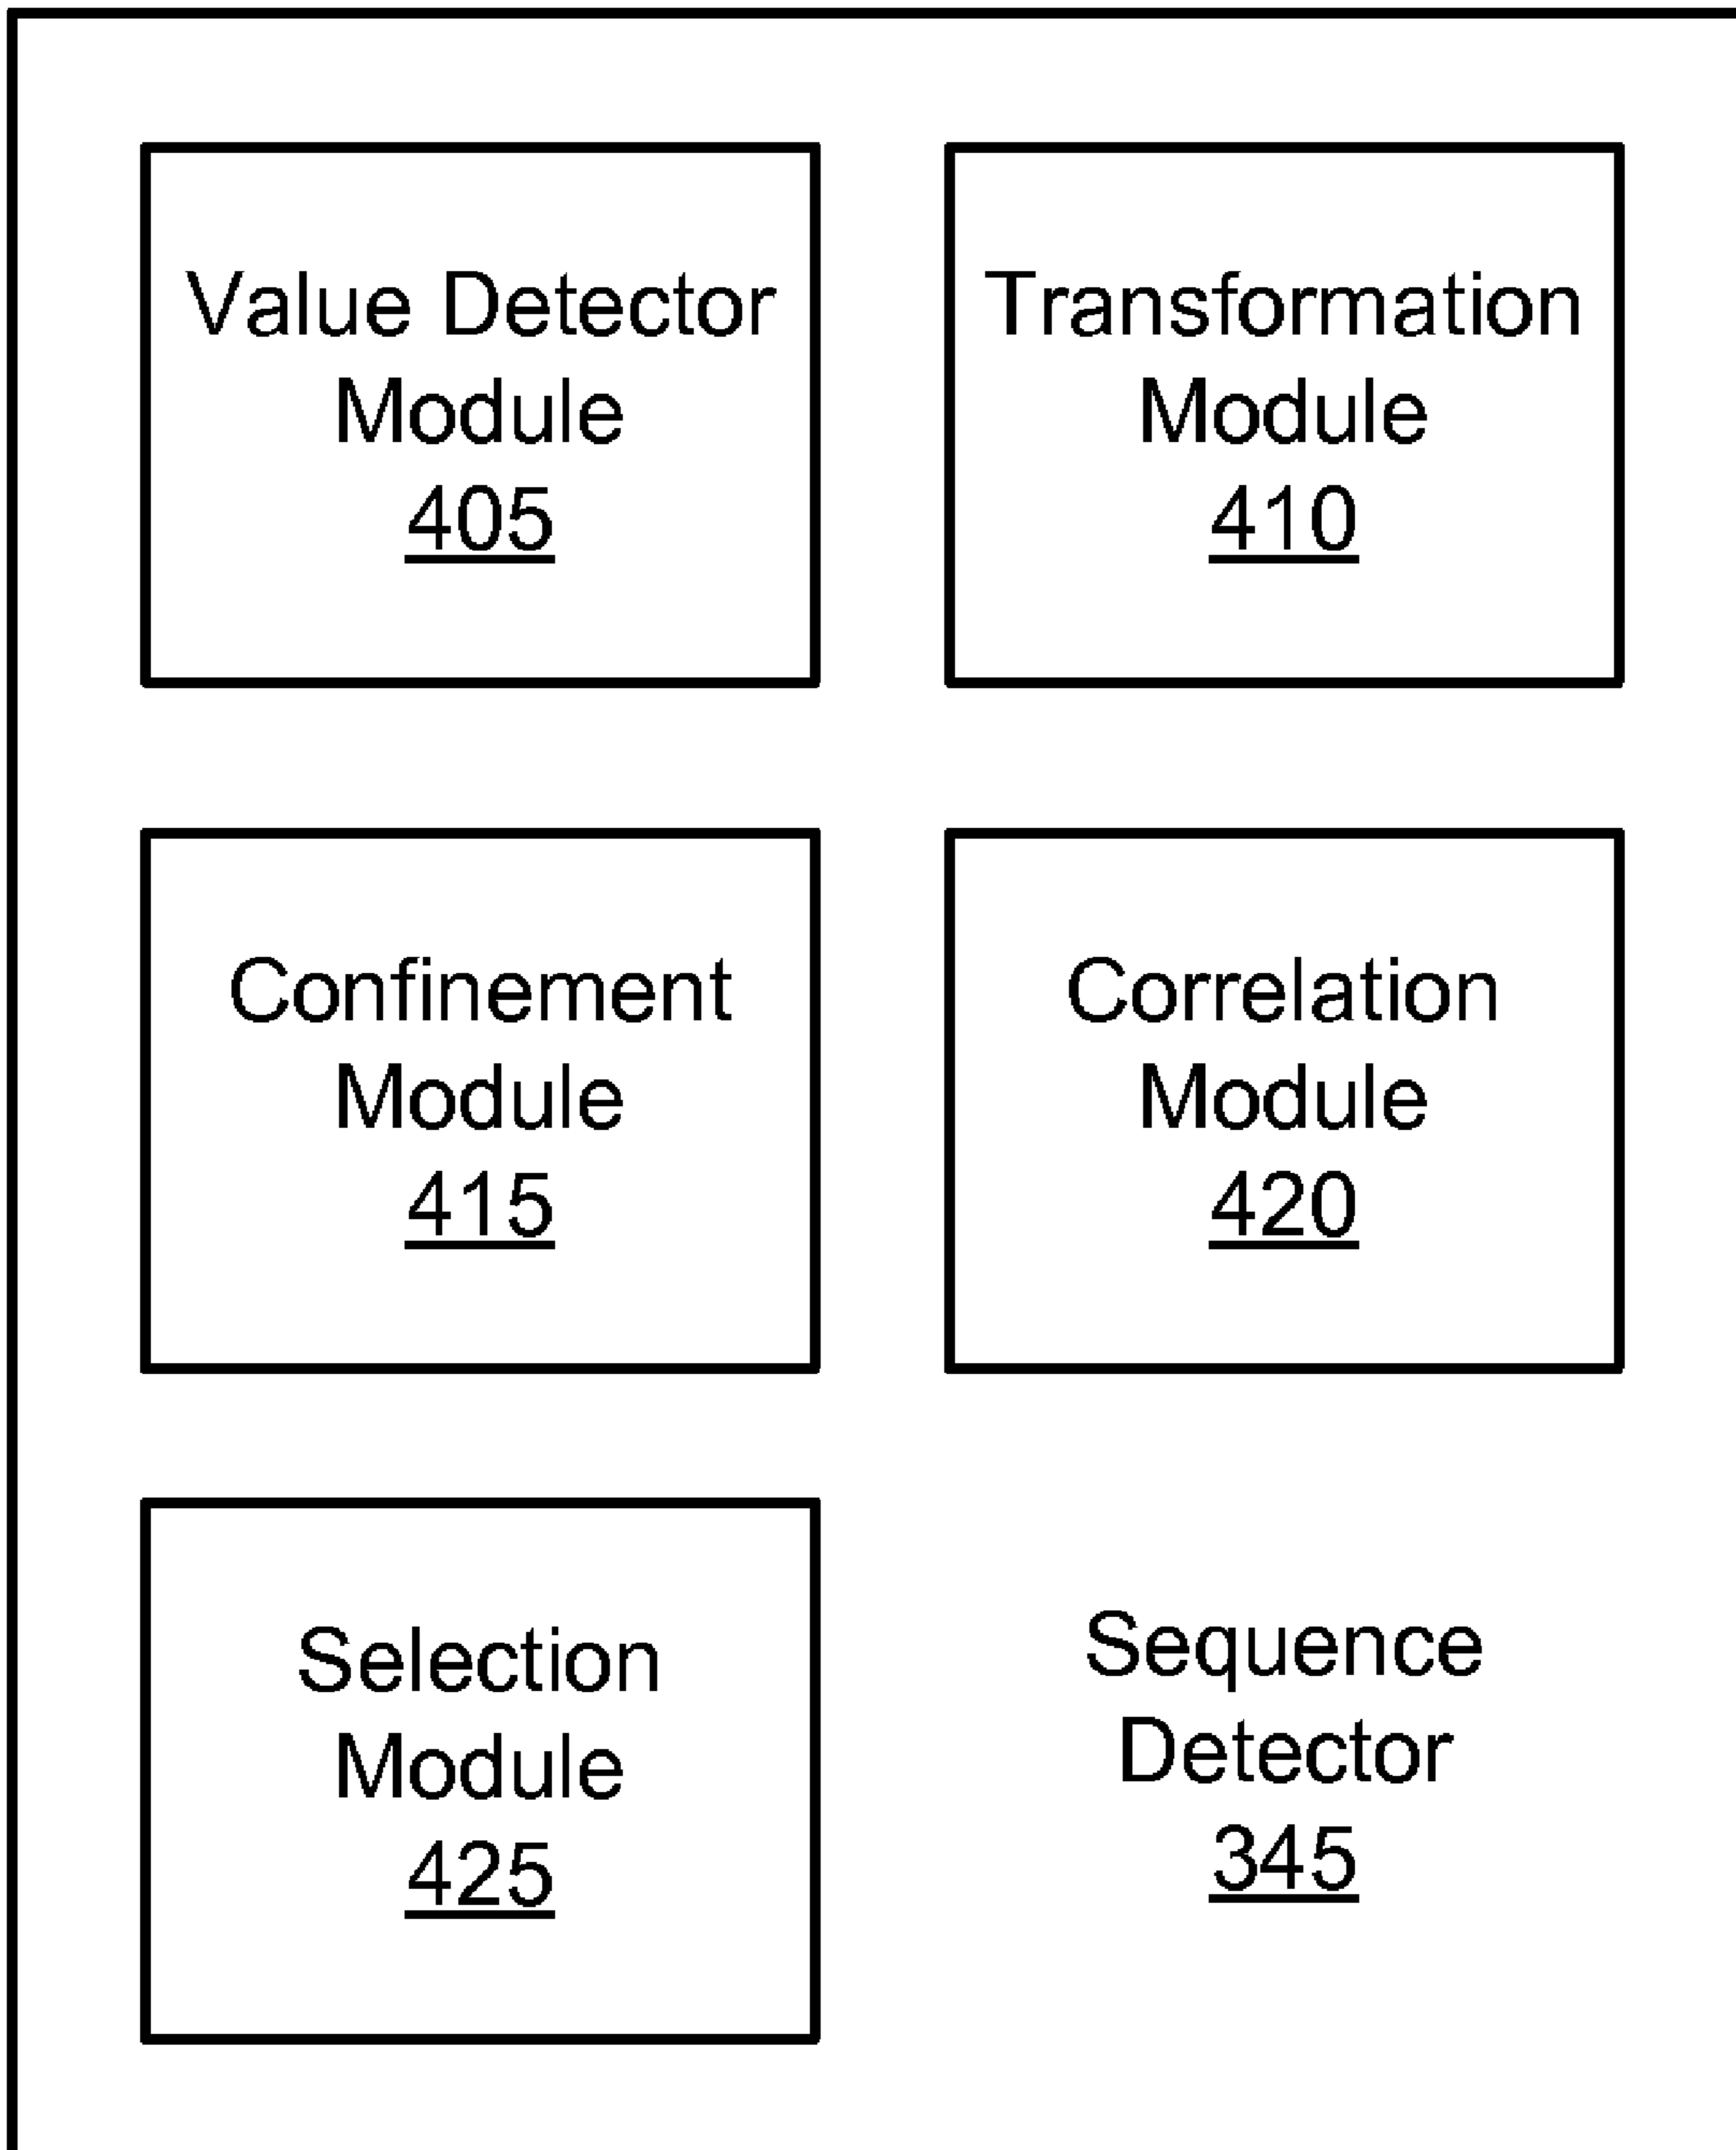 Value Detector
Module
405
Transformation
Module
410
Confinement
Module
415
Correlation
Module
420
Selection
Module
425
Sequence
Detector
345